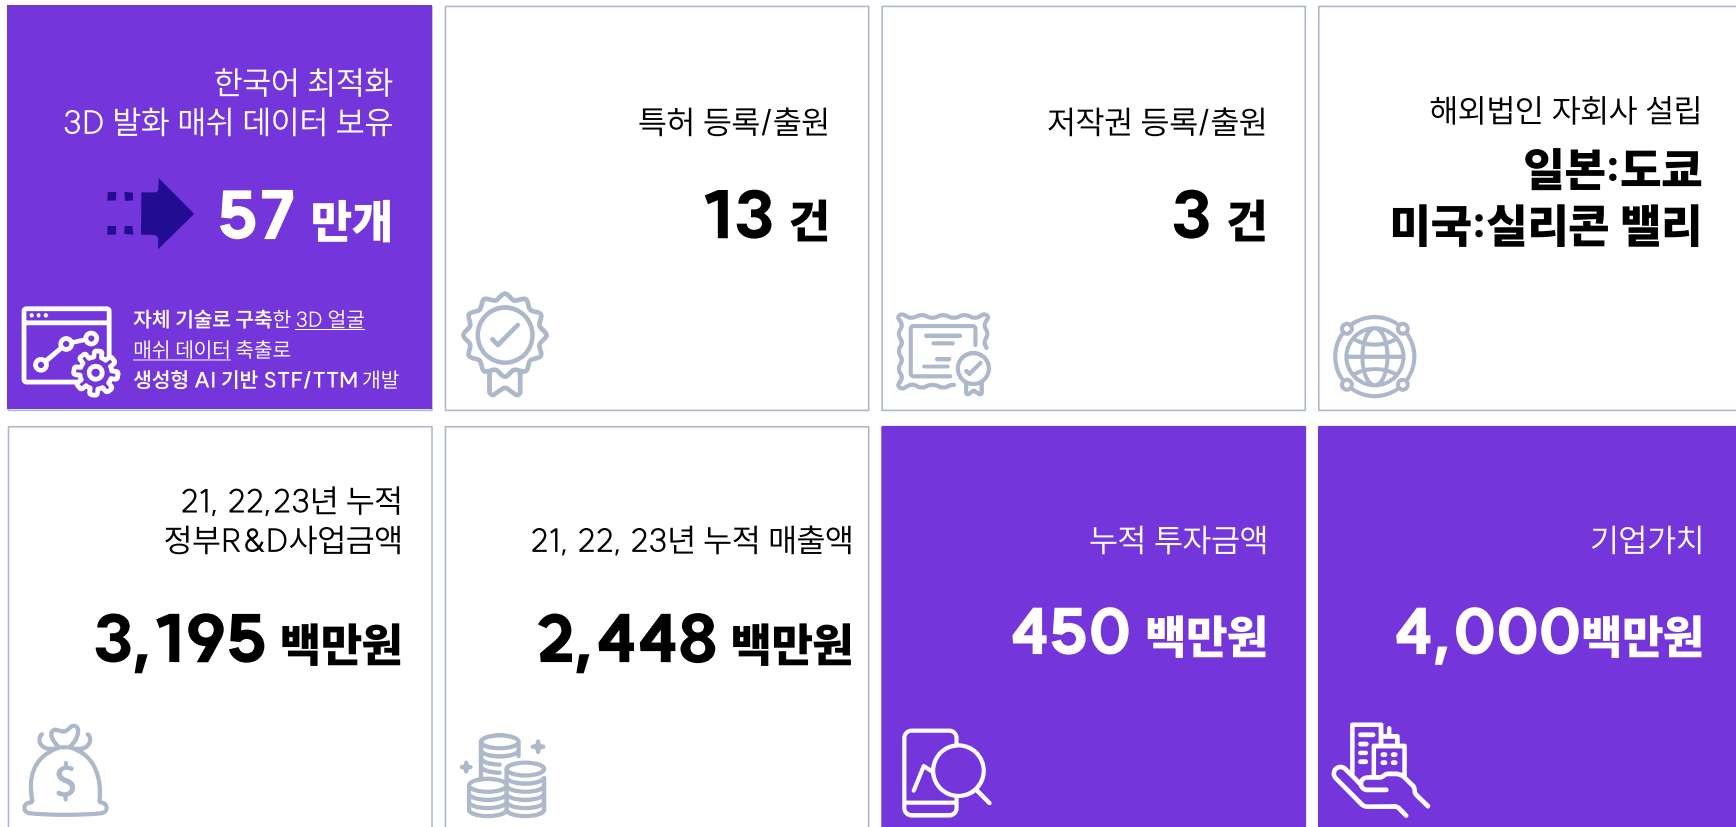 한국어 최적화
3D 발화 매쉬 데이터 보유
57 만개
자체 기술로 구축한 3D 얼굴
매쉬 데이터 축출로
생성형 AI 기반 STF/TTM 개발
특허 등록/출원
13 건
저작권 등록/출원
3 건
해외법인 자회사 설립
일본:도쿄
미국:실리콘 밸리
21, 22,23년 누적
정부R&D사업금액
3,195 백만원
21, 22, 23년 누적 매출액
2,448 백만원
누적 투자금액
450 백만원
기업가치
4,000백만원